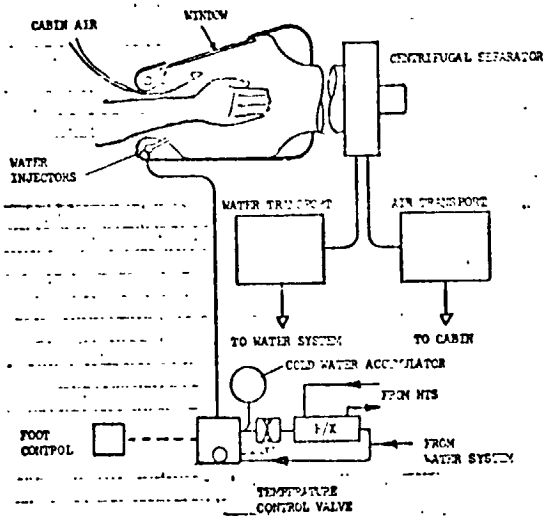 CABIN AIR
WINDOW
CENTRIFUGAL SEPARATOR
WATER
INJECTORS
WATER TRANSPORT
AIR TRANSPORT
TO WATER SYSTEM
TO CABIN
COLD WATER ACCUMULATOR
FROM HTS
H/X
FOOT
CONTROL
FROM
WATER SYSTEM
TEMPERATURE
CONTROL VALVE